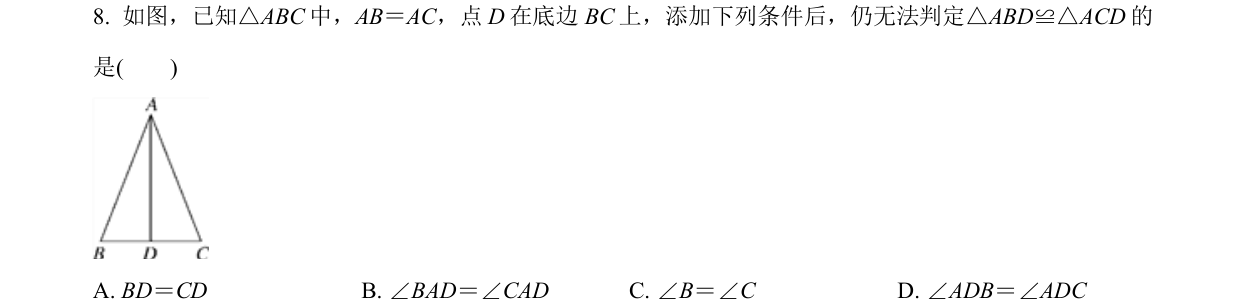 8. 如图，已知△ABC中，AB＝AC，点D在底边BC上，添加下列条件后，仍无法判定△ABD≌△ACD的
是(　　)
A
B D C
A. BD＝CD B. ∠BAD＝∠CAD C. ∠B＝∠C D. ∠ADB＝∠ADC